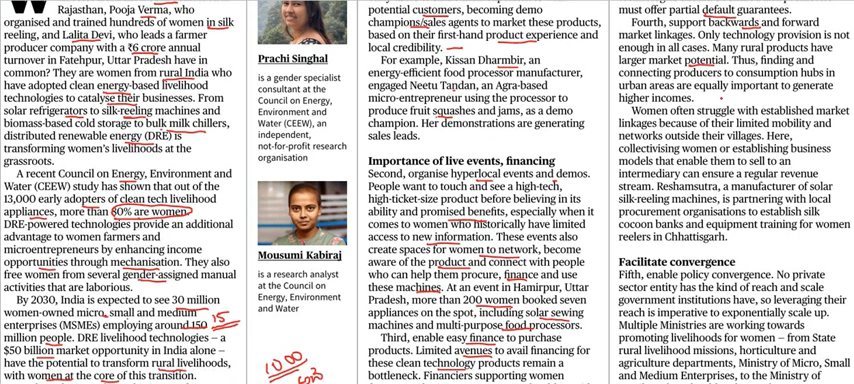 W
Rajasthan, Pooja Verma, who
organised and trained hundreds of women in silk
reeling, and Lalita Devi, who leads a farmer
producer company with a ₹6 crore annual
turnover in Fatehpur, Uttar Pradesh have in
common? They are women from rural India who
have adopted clean energy-based livelihood
technologies to catalyse their businesses. From
solar refrigerators to silk-reeling machines and
biomass-based cold storage to bulk milk chillers,
distributed renewable energy (DRE) is
transforming women's livelihoods at the
grassroots.
A recent Council on Energy, Environment and
Water (CEEW) study has shown that out of the
13,000 early adopters of clean tech livelihood
appliances, more than 80% are women.
DRE-powered technologies provide an additional
advantage to women farmers and
microentrepreneurs by enhancing income
opportunities through mechanisation. They also
free women from several gender-assigned manual
activities that are laborious.
By 2030, India is expected to see 30 million
women-owned micro, small and medium
enterprises (MSMEs) employing around 150
15
million people. DRE livelihood technologies — a
$50 billion market opportunity in India alone —
have the potential to transform rural livelihoods,
with women at the core of this transition.
Prachi Singhal
is a gender specialist
consultant at the
Council on Energy,
Environment and
Water (CEEW), an
independent,
not-for-profit research
organisation
Mousumi Kabiraj
is a research analyst
at the Council on
Energy, Environment
and Water
1000
potential customers, becoming demo
champions/sales agents to market these products,
based on their first-hand product experience and
local credibility.
For example, Kissan Dharmbir, an
energy-efficient food processor manufacturer,
engaged Neetu Tandan, an Agra-based
micro-entrepreneur using the processor to
produce fruit squashes and jams, as a demo
champion. Her demonstrations are generating
sales leads.
Importance of live events, financing
Second, organise hyperlocal events and demos.
People want to touch and see a high-tech,
high-ticket-size product before believing in its
ability and promised benefits, especially when it
comes to women who historically have limited
access to new information. These events also
create spaces for women to network, become
aware of the product and connect with people
who can help them procure, finance and use
these machines. At an event in Hamirpur, Uttar
Pradesh, more than 200 women booked seven
appliances on the spot, including solar sewing
machines and multi-purpose food processors.
Third, enable easy finance to purchase
products. Limited avenues to avail financing for
these clean technology products remain a
bottleneck. Financiers supporting women
must offer partial default guarantees.
Fourth, support backwards and forward
market linkages. Only technology provision is not
enough in all cases. Many rural products have
larger market potential. Thus, finding and
connecting producers to consumption hubs in
urban areas are equally important to generate
higher incomes.
Women often struggle with established market
linkages because of their limited mobility and
networks outside their villages. Here,
collectivising women or establishing business
models that enable them to sell to an
intermediary can ensure a regular revenue
stream. Reshamsutra, a manufacturer of solar
silk-reeling machines, is partnering with local
procurement organisations to establish silk
cocoon banks and equipment training for women
reelers in Chhattisgarh.
Facilitate convergence
Fifth, enable policy convergence. No private
sector entity has the kind of reach and scale
government institutions have, so leveraging their
reach is imperative to exponentially scale up.
Multiple Ministries are working towards
promoting livelihoods for women — from State
rural livelihood missions, horticulture and
agriculture departments, Ministry of Micro, Small
and Medium Enterprises, to the Ministry of